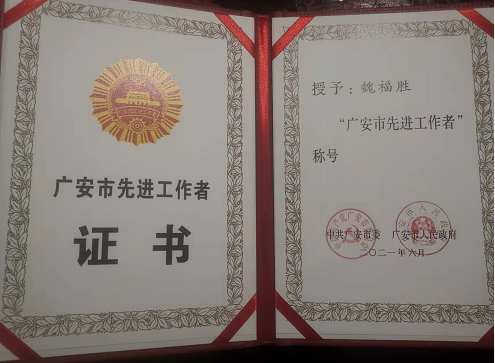 广安市先进工作者
证书
授予：魏福胜
“广安市先进工作者”
称号
中共广安市委 广安市人民政府
二〇二一年六月